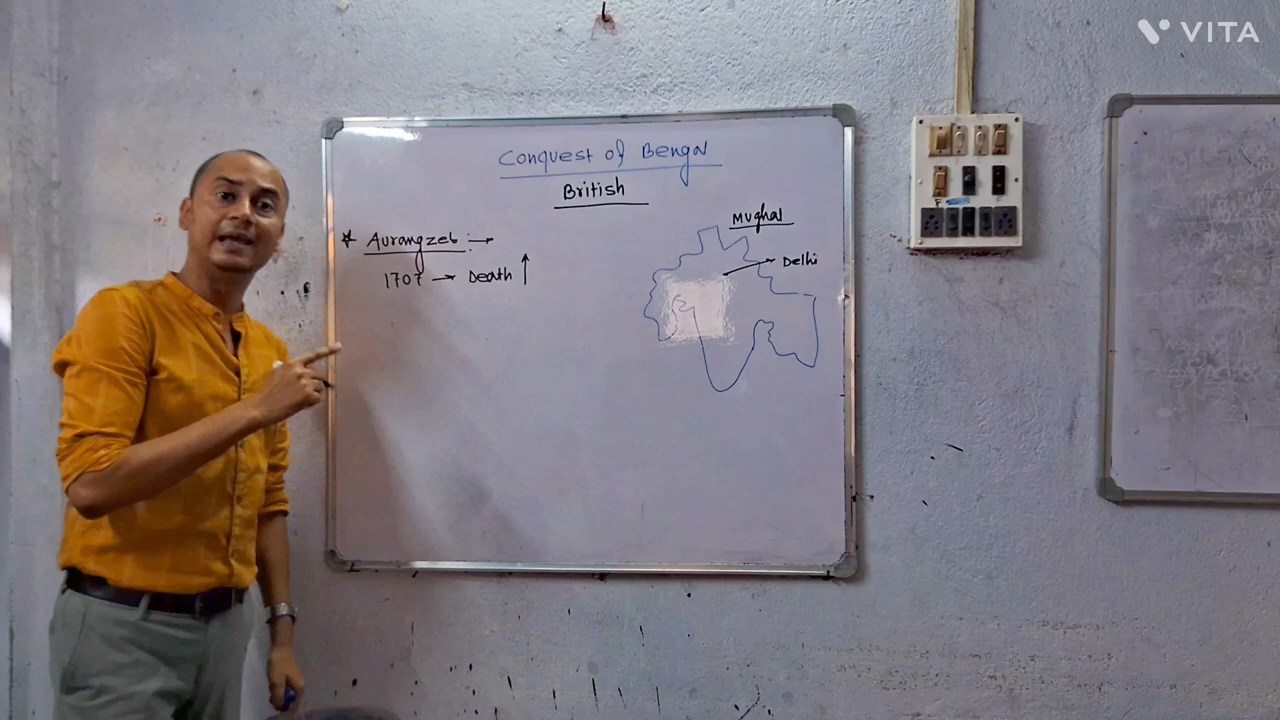 VITA
Conquest of Bengal
British
Mughal
* Aurangzeb :→
Delhi
1707 → Death ↑